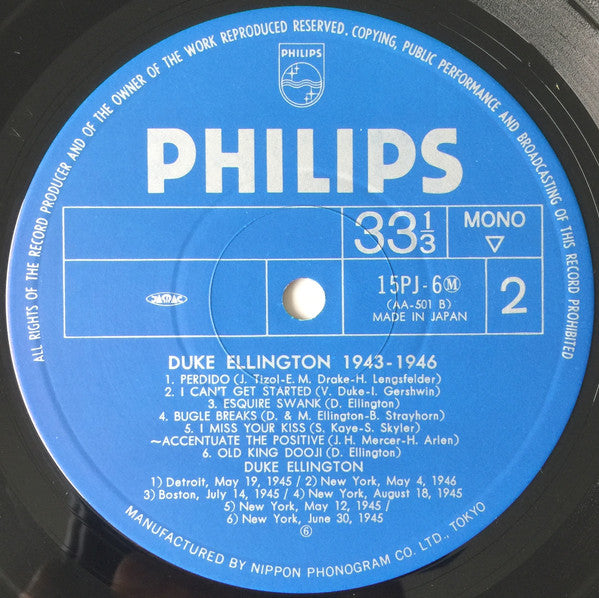 ALL RIGHTS OF THE RECORD PRODUCER AND OF THE OWNER OF THE WORK REPRODUCED RESERVED. COPYING, PUBLIC PERFORMANCE AND BROADCASTING OF THIS RECORD PROHIBITED
PHILIPS
PHILIPS
33⅓
MONO
▽
JASRAC
15PJ-6Ⓜ
(AA-501 B)
MADE IN JAPAN
2
DUKE ELLINGTON 1943-1946
1. PERDIDO (J. Tizol-E. M. Drake-H. Lengsfelder)
2. I CAN'T GET STARTED (V. Duke-I. Gershwin)
3. ESQUIRE SWANK (D. Ellington)
4. BUGLE BREAKS (D. & M. Ellington-B. Strayhorn)
5. I MISS YOUR KISS (S. Kaye-S. Skyler)
~ACCENTUATE THE POSITIVE (J. H. Mercer-H. Arlen)
6. OLD KING DOOJI (D. Ellington)
DUKE ELLINGTON
1) Detroit, May 19, 1945 / 2) New York, May 4, 1946
3) Boston, July 14, 1945 / 4) New York, August 18, 1945
5) New York, May 12, 1945 /
6) New York, June 30, 1945
⑥
MANUFACTURED BY NIPPON PHONOGRAM CO. LTD., TOKYO